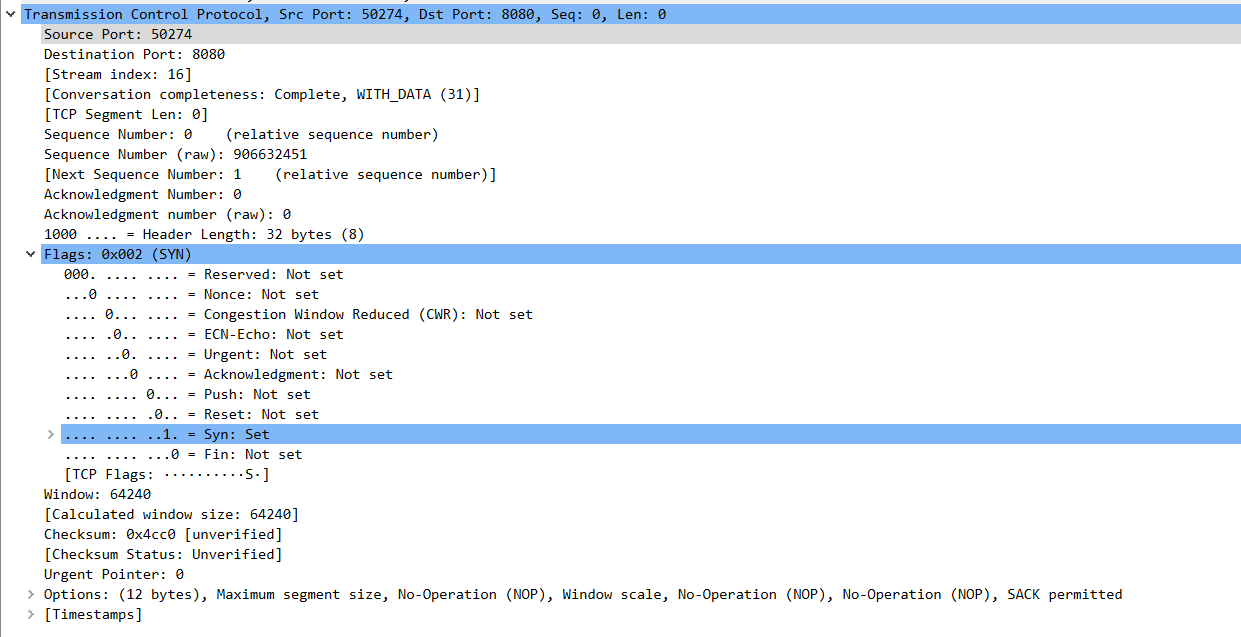 Transmission Control Protocol, Src Port: 50274, Dst Port: 8080, Seq: 0, Len: 0
Source Port: 50274
Destination Port: 8080
[Stream index: 16]
[Conversation completeness: Complete, WITH_DATA (31)]
[TCP Segment Len: 0]
Sequence Number: 0    (relative sequence number)
Sequence Number (raw): 906632451
[Next Sequence Number: 1    (relative sequence number)]
Acknowledgment Number: 0
Acknowledgment number (raw): 0
1000 .... = Header Length: 32 bytes (8)
Flags: 0x002 (SYN)
000. .... .... = Reserved: Not set
...0 .... .... = Nonce: Not set
.... 0... .... = Congestion Window Reduced (CWR): Not set
.... .0.. .... = ECN-Echo: Not set
.... ..0. .... = Urgent: Not set
.... ...0 .... = Acknowledgment: Not set
.... .... 0... = Push: Not set
.... .... .0.. = Reset: Not set
.... .... ..1. = Syn: Set
.... .... ...0 = Fin: Not set
[TCP Flags: ··········S·]
Window: 64240
[Calculated window size: 64240]
Checksum: 0x4cc0 [unverified]
[Checksum Status: Unverified]
Urgent Pointer: 0
Options: (12 bytes), Maximum segment size, No-Operation (NOP), Window scale, No-Operation (NOP), No-Operation (NOP), SACK permitted
[Timestamps]